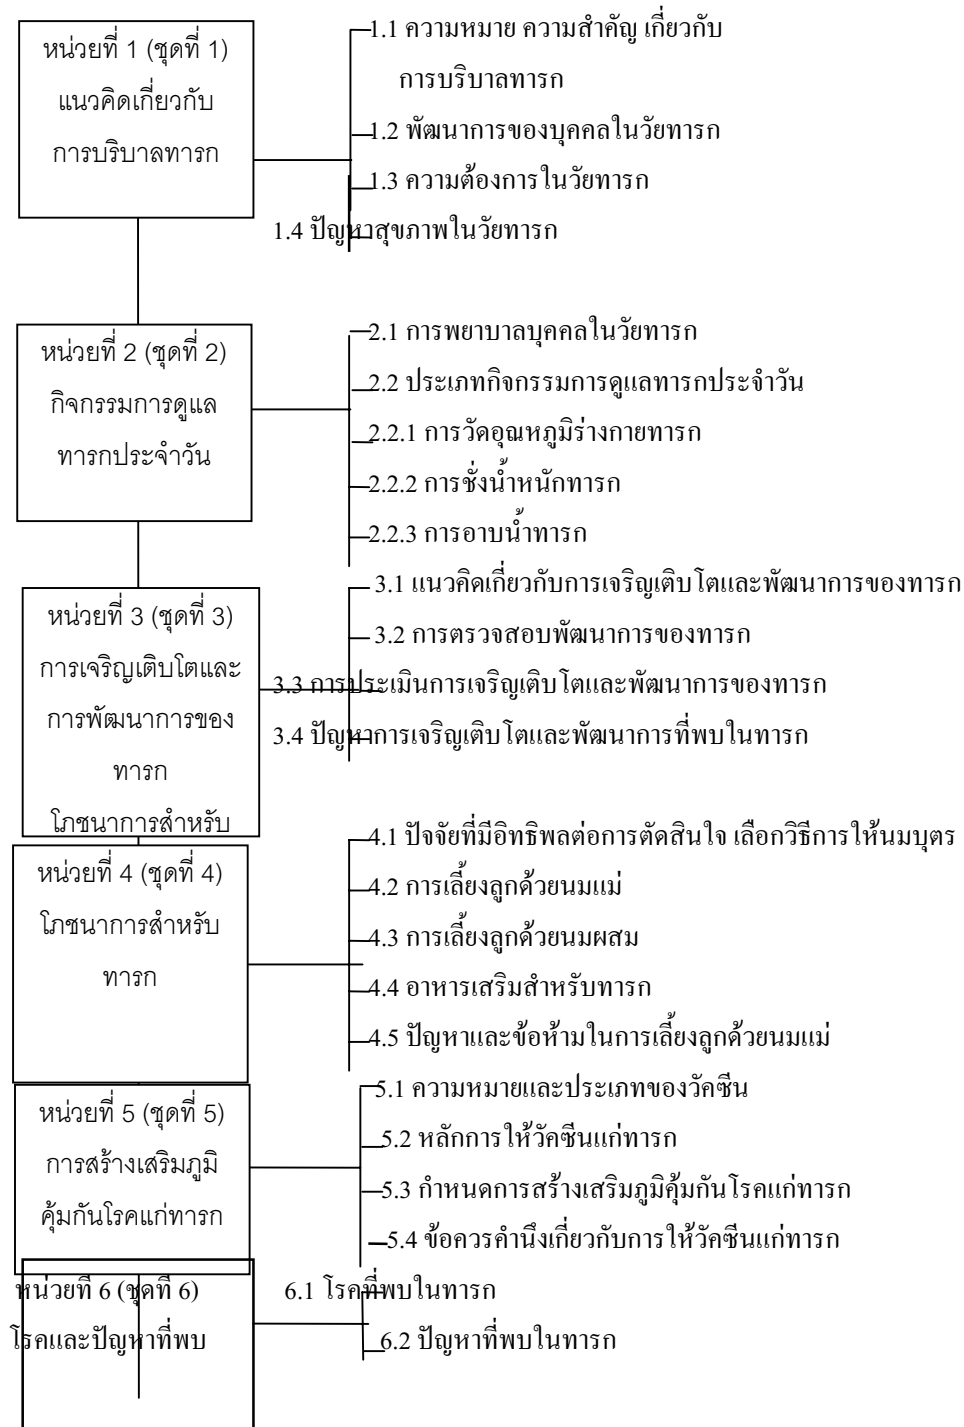 หน่วยที่ 1 (ชุดที่ 1)
แนวคิดเกี่ยวกับ
การบริบาลทารก
1.1 ความหมาย ความสำคัญ เกี่ยวกับ
การบริบาลทารก
1.2 พัฒนาการของบุคคลในวัยทารก
1.3 ความต้องการในวัยทารก
1.4 ปัญหาสุขภาพในวัยทารก
หน่วยที่ 2 (ชุดที่ 2)
กิจกรรมการดูแล
ทารกประจำวัน
2.1 การพยาบาลบุคคลในวัยทารก
2.2 ประเภทกิจกรรมการดูแลทารกประจำวัน
2.2.1 การวัดอุณหภูมิร่างกายทารก
2.2.2 การชั่งน้ำหนักทารก
2.2.3 การอาบน้ำทารก
หน่วยที่ 3 (ชุดที่ 3)
การเจริญเติบโตและ
การพัฒนาการของ
ทารก
โภชนาการสำหรับ
3.1 แนวคิดเกี่ยวกับการเจริญเติบโตและพัฒนาการของทารก
3.2 การตรวจสอบพัฒนาการของทารก
3.3 การประเมินการเจริญเติบโตและพัฒนาการของทารก
3.4 ปัญหาการเจริญเติบโตและพัฒนาการที่พบในทารก
หน่วยที่ 4 (ชุดที่ 4)
โภชนาการสำหรับ
ทารก
4.1 ปัจจัยที่มีอิทธิพลต่อการตัดสินใจ เลือกวิธีการให้นมบุตร
4.2 การเลี้ยงลูกด้วยนมแม่
4.3 การเลี้ยงลูกด้วยนมผสม
4.4 อาหารเสริมสำหรับทารก
4.5 ปัญหาและข้อห้ามในการเลี้ยงลูกด้วยนมแม่
หน่วยที่ 5 (ชุดที่ 5)
การสร้างเสริมภูมิ
คุ้มกันโรคแก่ทารก
5.1 ความหมายและประเภทของวัคซีน
5.2 หลักการให้วัคซีนแก่ทารก
5.3 กำหนดการสร้างเสริมภูมิคุ้มกันโรคแก่ทารก
5.4 ข้อควรคำนึงเกี่ยวกับการให้วัคซีนแก่ทารก
หน่วยที่ 6 (ชุดที่ 6)
โรคและปัญหาที่พบ
6.1 โรคที่พบในทารก
6.2 ปัญหาที่พบในทารก